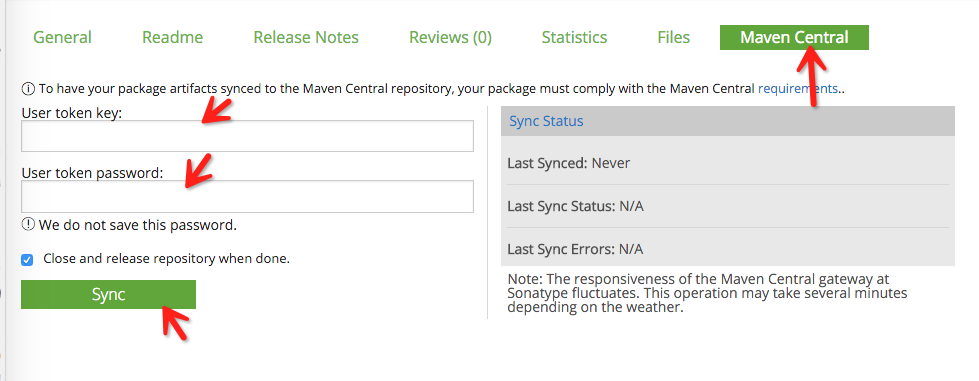 General Readme Release Notes Reviews (0) Statistics Files Maven Central
To have your package artifacts synced to the Maven Central repository, your package must comply with the Maven Central requirements..
User token key:
User token password:
We do not save this password.
Close and release repository when done.
Sync
Sync Status
Last Synced: Never
Last Sync Status: N/A
Last Sync Errors: N/A
Note: The responsiveness of the Maven Central gateway at
Sonatype fluctuates. This operation may take several minutes
depending on the weather.